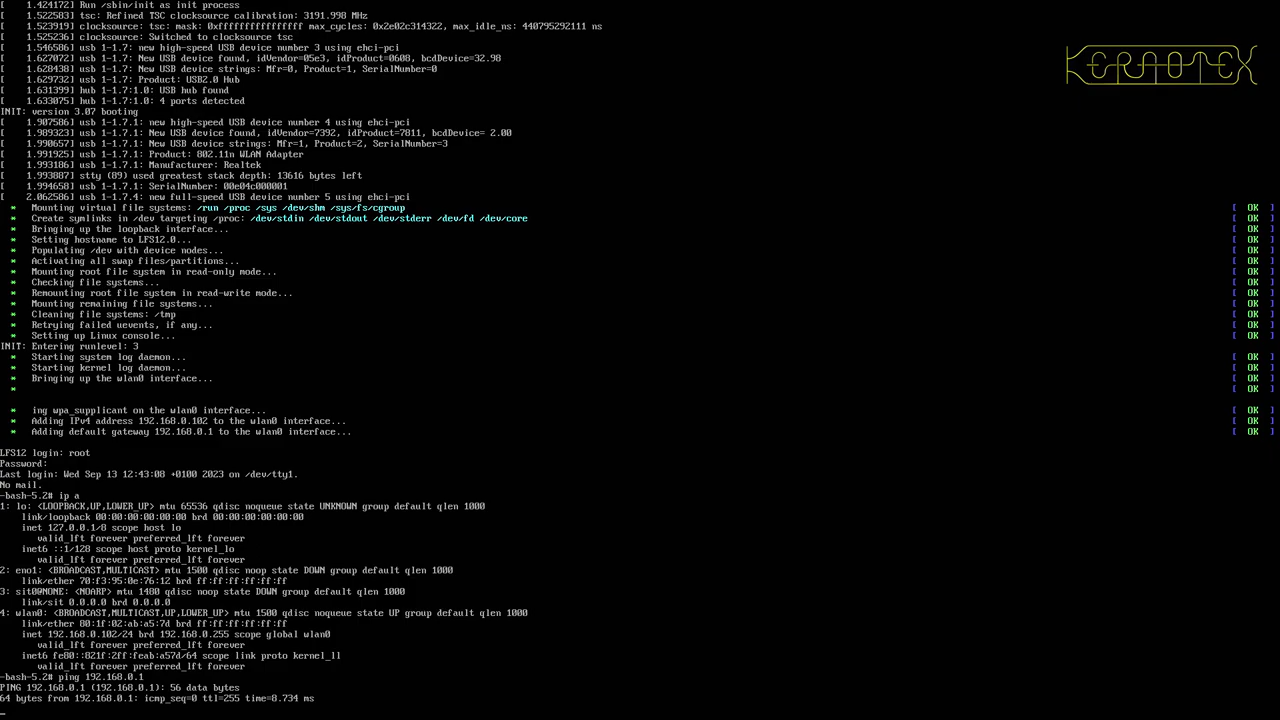 [    1.424172] Run /sbin/init as init process
[    1.522583] tsc: Refined TSC clocksource calibration: 3191.998 MHz
[    1.523919] clocksource: tsc: mask: 0xffffffffffffffff max_cycles: 0x2e02c314322, max_idle_ns: 440795292111 ns
[    1.525236] clocksource: Switched to clocksource tsc
[    1.546586] usb 1-1.7: new high-speed USB device number 3 using ehci-pci
[    1.627072] usb 1-1.7: New USB device found, idVendor=05e3, idProduct=0608, bcdDevice=32.98
[    1.628438] usb 1-1.7: New USB device strings: Mfr=0, Product=1, SerialNumber=0
[    1.629732] usb 1-1.7: Product: USB2.0 Hub
[    1.631399] hub 1-1.7:1.0: USB hub found
[    1.633075] hub 1-1.7:1.0: 4 ports detected
INIT: version 3.07 booting
[    1.907586] usb 1-1.7.1: new high-speed USB device number 4 using ehci-pci
[    1.989323] usb 1-1.7.1: New USB device found, idVendor=7392, idProduct=7811, bcdDevice= 2.00
[    1.990657] usb 1-1.7.1: New USB device strings: Mfr=1, Product=2, SerialNumber=3
[    1.991925] usb 1-1.7.1: Product: 802.11n WLAN Adapter
[    1.993186] usb 1-1.7.1: Manufacturer: Realtek
[    1.993887] stty (89) used greatest stack depth: 13616 bytes left
[    1.994658] usb 1-1.7.1: SerialNumber: 00e04c000001
[    2.062586] usb 1-1.7.4: new full-speed USB device number 5 using ehci-pci
*   Mounting virtual file systems: /run /proc /sys /dev/shm /sys/fs/cgroup [  OK  ]
*   Create symlinks in /dev targeting /proc: /dev/stdin /dev/stdout /dev/stderr /dev/fd /dev/core [  OK  ]
*   Bringing up the loopback interface... [  OK  ]
*   Setting hostname to LFS12.0... [  OK  ]
*   Populating /dev with device nodes... [  OK  ]
*   Activating all swap files/partitions... [  OK  ]
*   Mounting root file system in read-only mode... [  OK  ]
*   Checking file systems... [  OK  ]
*   Remounting root file system in read-write mode... [  OK  ]
*   Mounting remaining file systems... [  OK  ]
*   Cleaning file systems: /tmp [  OK  ]
*   Retrying failed uevents, if any... [  OK  ]
*   Setting up Linux console... [  OK  ]
INIT: Entering runlevel: 3
*   Starting system log daemon... [  OK  ]
*   Starting kernel log daemon... [  OK  ]
*   Bringing up the wlan0 interface... [  OK  ]
* [  OK  ]
*   ing wpa_supplicant on the wlan0 interface... [  OK  ]
*   Adding IPv4 address 192.168.0.102 to the wlan0 interface... [  OK  ]
*   Adding default gateway 192.168.0.1 to the wlan0 interface... [  OK  ]
LFS12 login: root
Password:
Last login: Wed Sep 13 12:43:08 +0100 2023 on /dev/tty1.
No mail.
-bash-5.2# ip a
1: lo: <LOOPBACK,UP,LOWER_UP> mtu 65536 qdisc noqueue state UNKNOWN group default qlen 1000
    link/loopback 00:00:00:00:00:00 brd 00:00:00:00:00:00
    inet 127.0.0.1/8 scope host lo
       valid_lft forever preferred_lft forever
    inet6 ::1/128 scope host proto kernel_lo
       valid_lft forever preferred_lft forever
2: eno1: <BROADCAST,MULTICAST> mtu 1500 qdisc noop state DOWN group default qlen 1000
    link/ether 70:f3:95:0e:76:12 brd ff:ff:ff:ff:ff:ff
3: sit0@NONE: <NOARP> mtu 1480 qdisc noop state DOWN group default qlen 1000
    link/sit 0.0.0.0 brd 0.0.0.0
4: wlan0: <BROADCAST,MULTICAST,UP,LOWER_UP> mtu 1500 qdisc noqueue state UP group default qlen 1000
    link/ether 80:1f:02:ab:a5:7d brd ff:ff:ff:ff:ff:ff
    inet 192.168.0.102/24 brd 192.168.0.255 scope global wlan0
       valid_lft forever preferred_lft forever
    inet6 fe80::821f:2ff:feab:a57d/64 scope link proto kernel_ll
       valid_lft forever preferred_lft forever
-bash-5.2# ping 192.168.0.1
PING 192.168.0.1 (192.168.0.1): 56 data bytes
64 bytes from 192.168.0.1: icmp_seq=0 ttl=255 time=8.734 ms